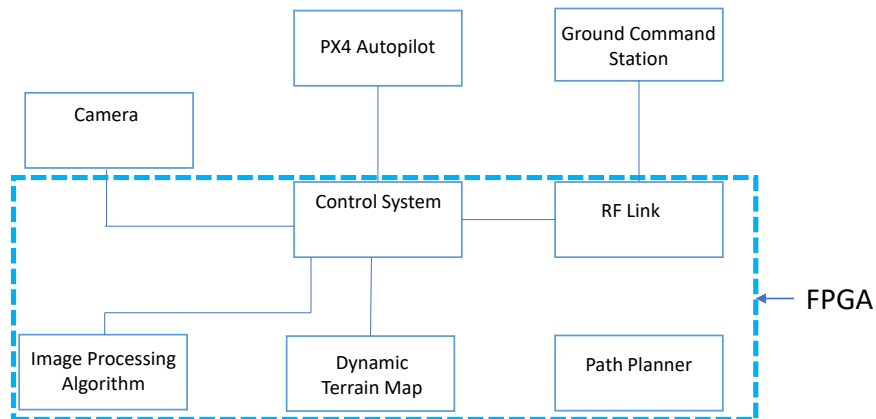 PX4 Autopilot
Ground Command
Station
Camera
Control System
RF Link
FPGA
Image Processing
Algorithm
Dynamic
Terrain Map
Path Planner